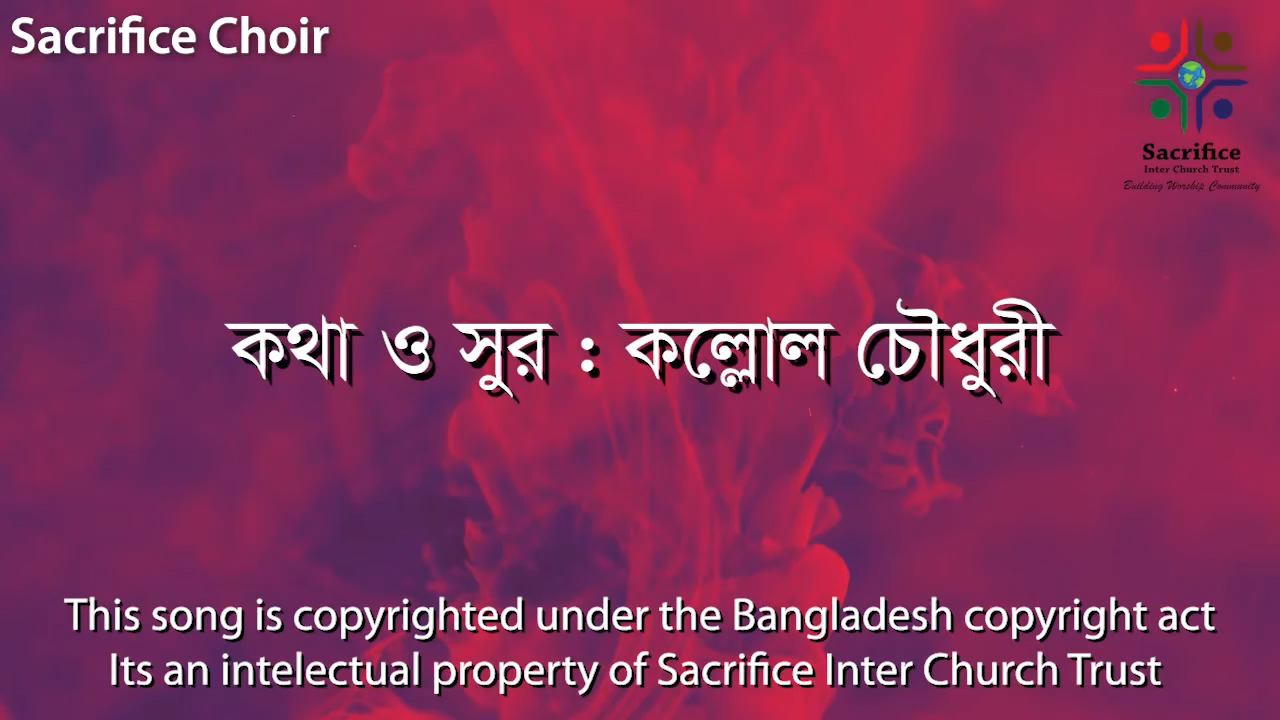 Sacrifice Choir
Sacrifice
Inter Church Trust
Building Worship Community
কথা ও সুর : কল্লোল চৌধুরী
This song is copyrighted under the Bangladesh copyright act
Its an intelectual property of Sacrifice Inter Church Trust